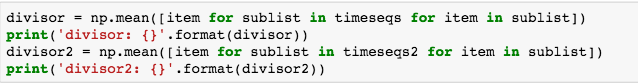 divisor = np.mean([item for sublist in timeseqs for item in sublist])
print('divisor: {}'.format(divisor))
divisor2 = np.mean([item for sublist in timeseqs2 for item in sublist])
print('divisor2: {}'.format(divisor2))